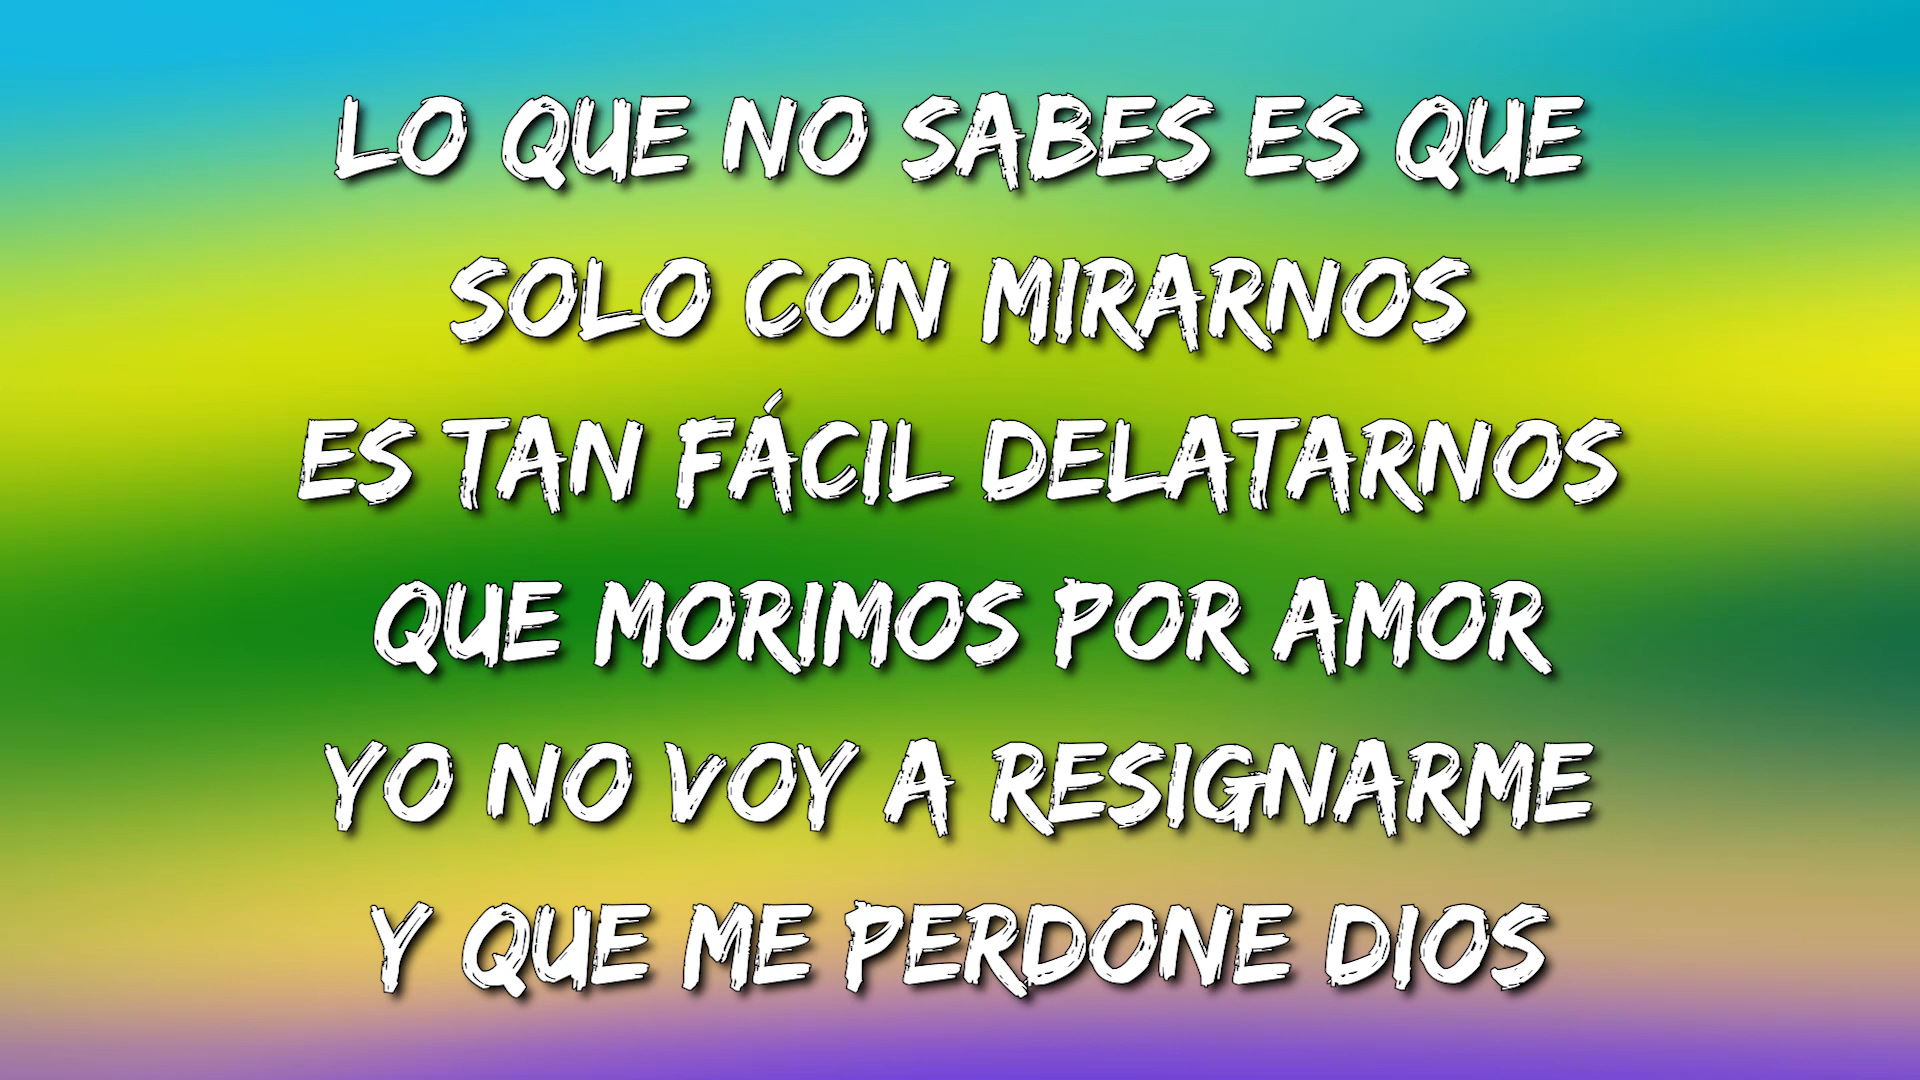 LO QUE NO SABES ES QUE
SOLO CON MIRARNOS
ES TAN FÁCIL DELATARNOS
QUE MORIMOS POR AMOR
YO NO VOY A RESIGNARME
Y QUE ME PERDONE DIOS